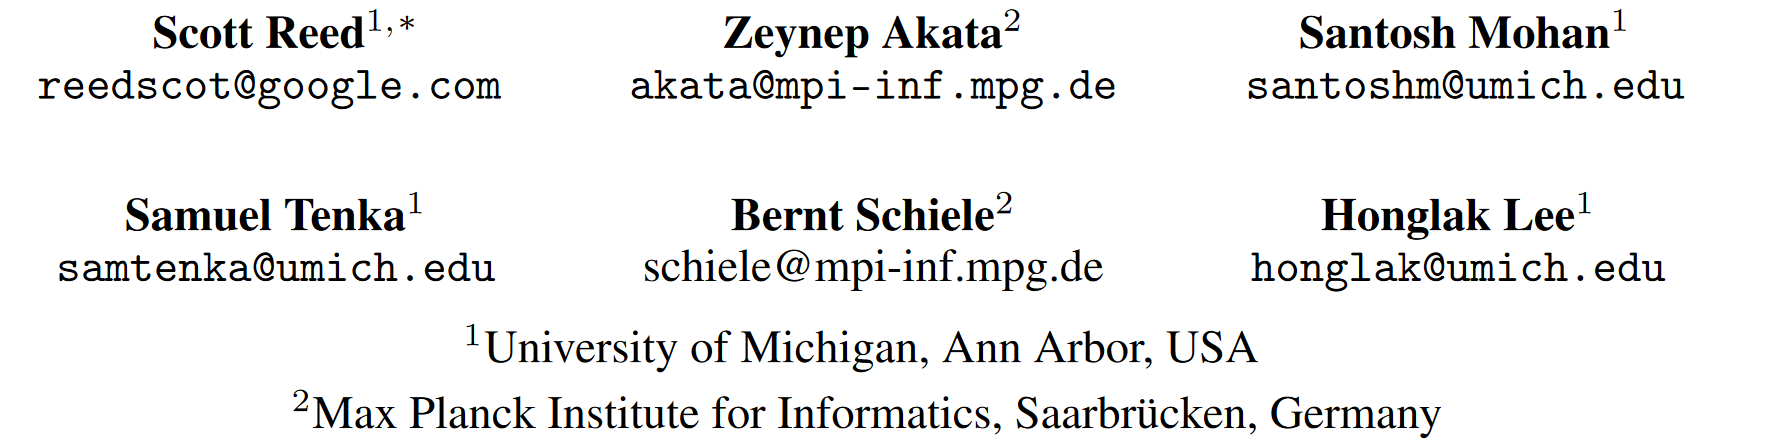 Scott Reed1,* Zeynep Akata2 Santosh Mohan1
reedscot@google.com akata@mpi-inf.mpg.de santoshm@umich.edu
Samuel Tenka1 Bernt Schiele2 Honglak Lee1
samtenka@umich.edu schiele@mpi-inf.mpg.de honglak@umich.edu
1University of Michigan, Ann Arbor, USA
2Max Planck Institute for Informatics, Saarbrücken, Germany